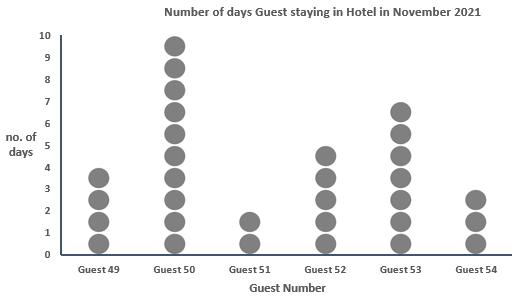 Number of days Guest staying in Hotel in November 2021
10
9
8
7
6
5
4
3
2
1
0
no. of
days
Guest 49 Guest 50 Guest 51 Guest 52 Guest 53 Guest 54
Guest Number